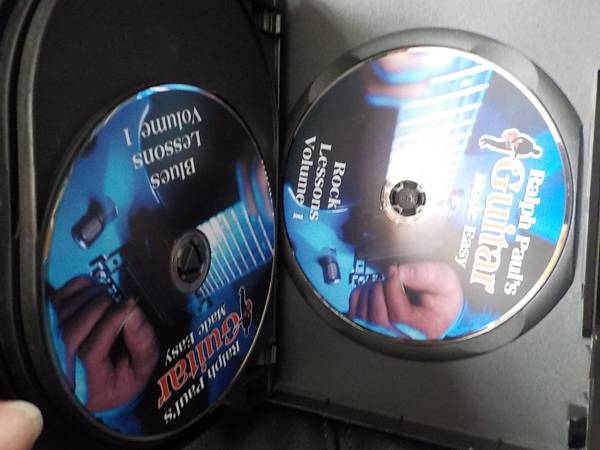 Ralph Paul's
Guitar
Made Easy
Blues
Lessons
Volume 1
Ralph Paul's
Guitar
Made Easy
Rock
Lessons
Volume 1